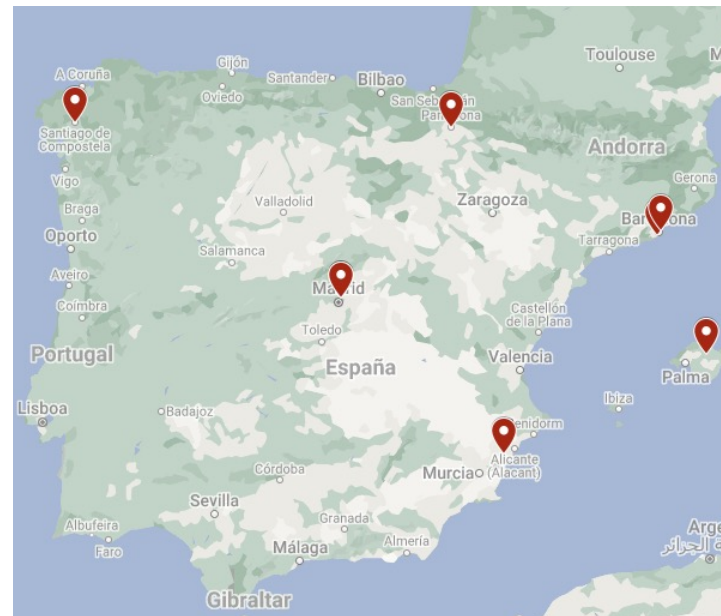 Toulouse
Gijón
A Coruña
Santander
Bilbao
Oviedo
San Sebastián
Santiago de
Compostela
Andorra
Vigo
Gerona
Valladolid
Zaragoza
Braga
Oporto
Tarragona
Salamanca
Aveiro
Coímbra
Castellón
de la Plana
Toledo
Portugal
Valencia
España
Palma
Ibiza
Lisboa
Badajoz
Alicante
(Alacant)
Córdoba
Murcia
Sevilla
Granada
Albufeira
Faro
Almería
Málaga
Gibraltar